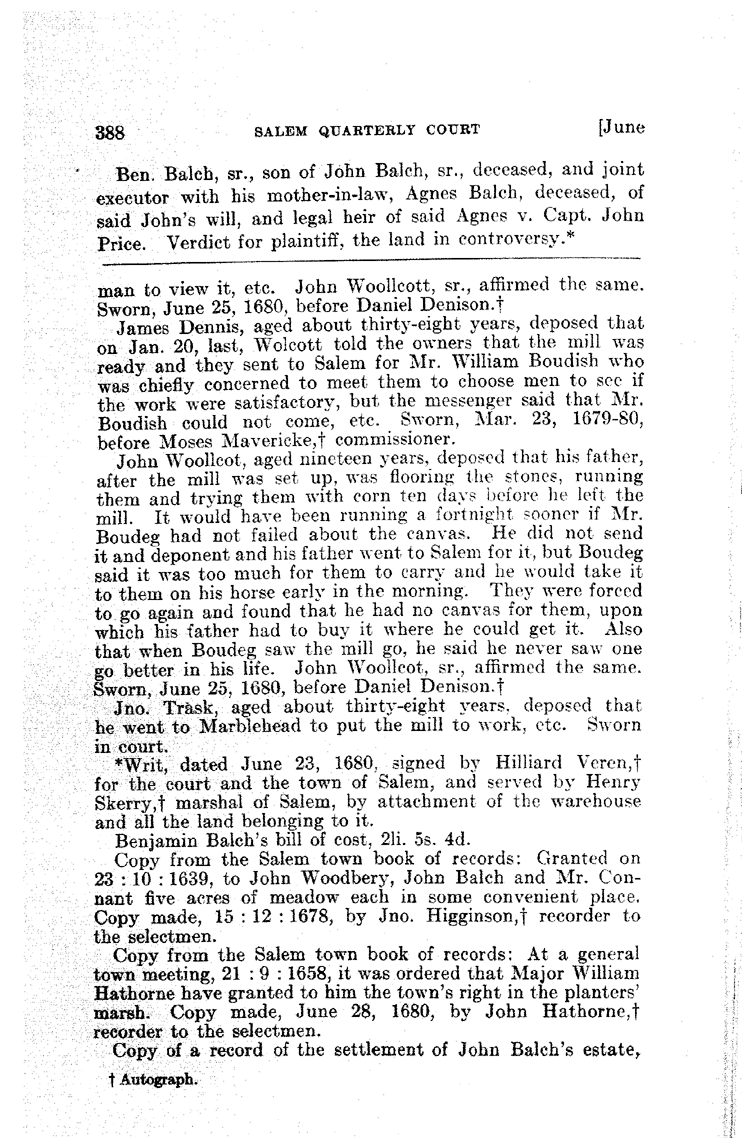 388 SALEM QUARTERLY COURT [June
Ben. Balch, sr., son of John Balch, sr., deceased, and joint
executor with his mother-in-law, Agnes Balch, deceased, of
said John's will, and legal heir of said Agnes v. Capt. John
Price. Verdict for plaintiff, the land in controversy.*
man to view it, etc. John Woollcott, sr., affirmed the same.
Sworn, June 25, 1680, before Daniel Denison.†
James Dennis, aged about thirty-eight years, deposed that
on Jan. 20, last, Wolcott told the owners that the mill was
ready and they sent to Salem for Mr. William Boudish who
was chiefly concerned to meet them to choose men to see if
the work were satisfactory, but the messenger said that Mr.
Boudish could not come, etc. Sworn, Mar. 23, 1679-80,
before Moses Mavericke,† commissioner.
John Woollcot, aged nineteen years, deposed that his father,
after the mill was set up, was flooring the stones, running
them and trying them with corn ten days before he left the
mill. It would have been running a fortnight sooner if Mr.
Boudeg had not failed about the canvas. He did not send
it and deponent and his father went to Salem for it, but Boudeg
said it was too much for them to carry and he would take it
to them on his horse early in the morning. They were forced
to go again and found that he had no canvas for them, upon
which his father had to buy it where he could get it. Also
that when Boudeg saw the mill go, he said he never saw one
go better in his life. John Woollcot, sr., affirmed the same.
Sworn, June 25, 1680, before Daniel Denison.†
Jno. Trask, aged about thirty-eight years, deposed that
he went to Marblehead to put the mill to work, etc. Sworn
in court.
*Writ, dated June 23, 1680, signed by Hilliard Veren,†
for the court and the town of Salem, and served by Henry
Skerry,† marshal of Salem, by attachment of the warehouse
and all the land belonging to it.
Benjamin Balch's bill of cost, 2li. 5s. 4d.
Copy from the Salem town book of records: Granted on
23 : 10 : 1639, to John Woodbery, John Balch and Mr. Con-
nant five acres of meadow each in some convenient place.
Copy made, 15 : 12 : 1678, by Jno. Higginson,† recorder to
the selectmen.
Copy from the Salem town book of records: At a general
town meeting, 21 : 9 : 1658, it was ordered that Major William
Hathorne have granted to him the town's right in the planters'
marsh. Copy made, June 28, 1680, by John Hathorne,†
recorder to the selectmen.
Copy of a record of the settlement of John Balch's estate,
† Autograph.